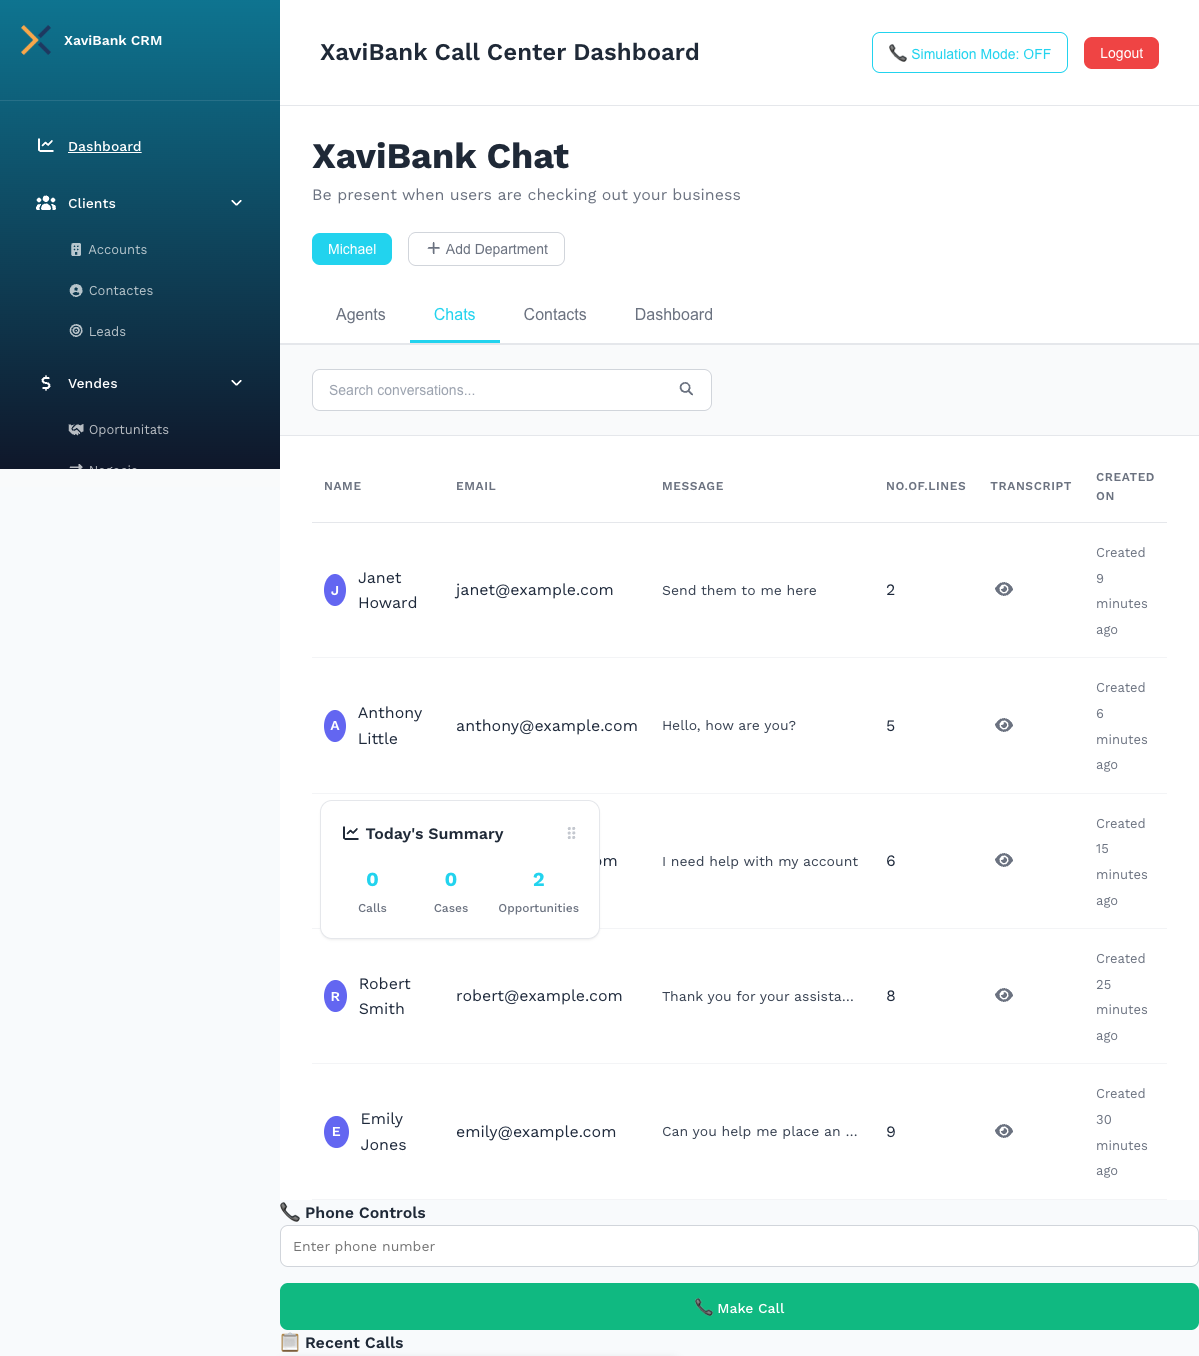 XaviBank CRM
Dashboard
Clients
Accounts
Contactes
Leads
Vendes
Oportunitats
XaviBank Call Center Dashboard
Simulation Mode: OFF
Logout
XaviBank Chat
Be present when users are checking out your business
Michael
Add Department
Agents Chats Contacts Dashboard
Search conversations...
NAME EMAIL MESSAGE NO.OF.LINES TRANSCRIPT CREATED
ON
J
Janet
Howard
janet@example.com
Send them to me here
2
Created
9
minutes
ago
A
Anthony
Little
anthony@example.com
Hello, how are you?
5
Created
6
minutes
ago
Today's Summary
0
Calls
0
Cases
2
Opportunities
om
I need help with my account
6
Created
15
minutes
ago
R
Robert
Smith
robert@example.com
Thank you for your assista...
8
Created
25
minutes
ago
E
Emily
Jones
emily@example.com
Can you help me place an ...
9
Created
30
minutes
ago
Phone Controls
Enter phone number
Make Call
Recent Calls